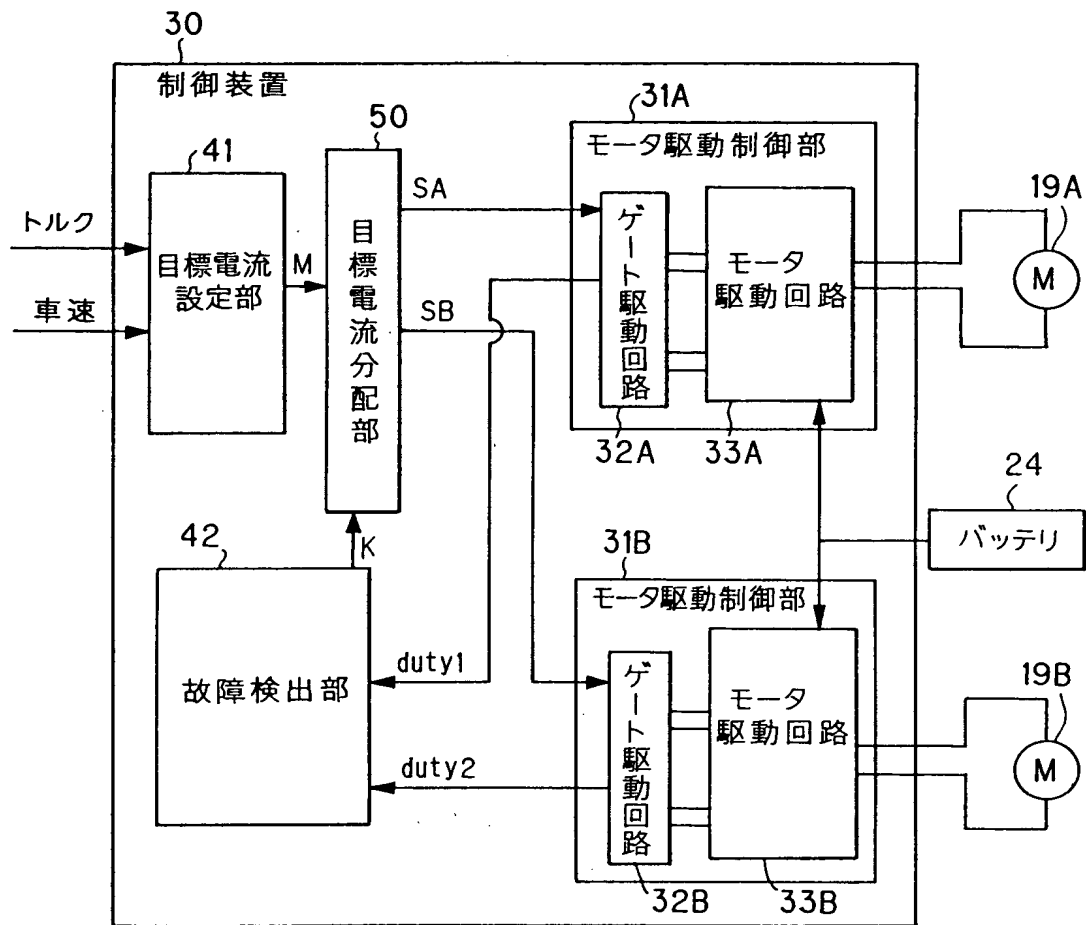 30
制御装置
31A
モータ駆動制御部
50
41
19A
SA
トルク
目標電流
設定部
M
目標電流分配部
ゲート駆動回路
モータ
駆動回路
M
車速
SB
32A
33A
24
バッテリ
42
K
31B
モータ駆動制御部
故障検出部
duty1
duty2
ゲート駆動回路
モータ
駆動回路
19B
M
32B
33B